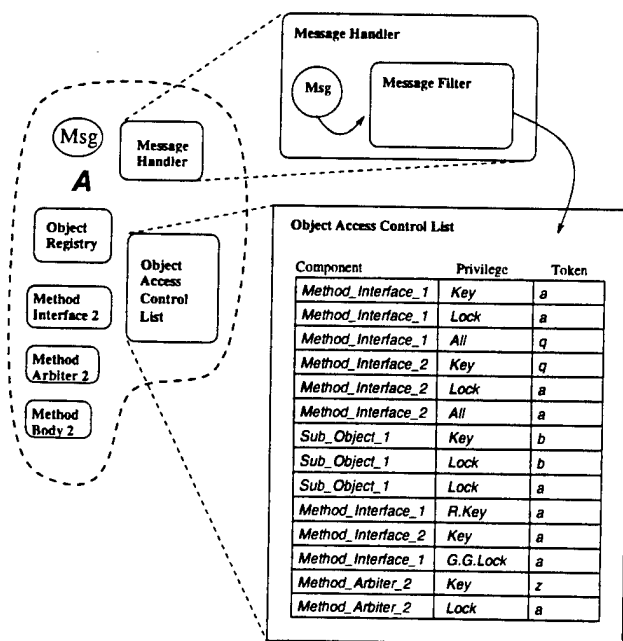 Message Handler
Msg
Message Filter
Msg
Message
Handler
A
Object
Registry
Object
Access
Control
List
Method
Interface 2
Method
Arbiter 2
Method
Body 2
Object Access Control List
Component Privilege Token
Method_Interface_1 Key a
Method_Interface_1 Lock a
Method_Interface_1 All q
Method_Interface_2 Key q
Method_Interface_2 Lock a
Method_Interface_2 All a
Sub_Object_1 Key b
Sub_Object_1 Lock b
Sub_Object_1 Lock a
Method_Interface_1 R.Key a
Method_Interface_2 Key a
Method_Interface_1 G.G.Lock a
Method_Arbiter_2 Key z
Method_Arbiter_2 Lock a